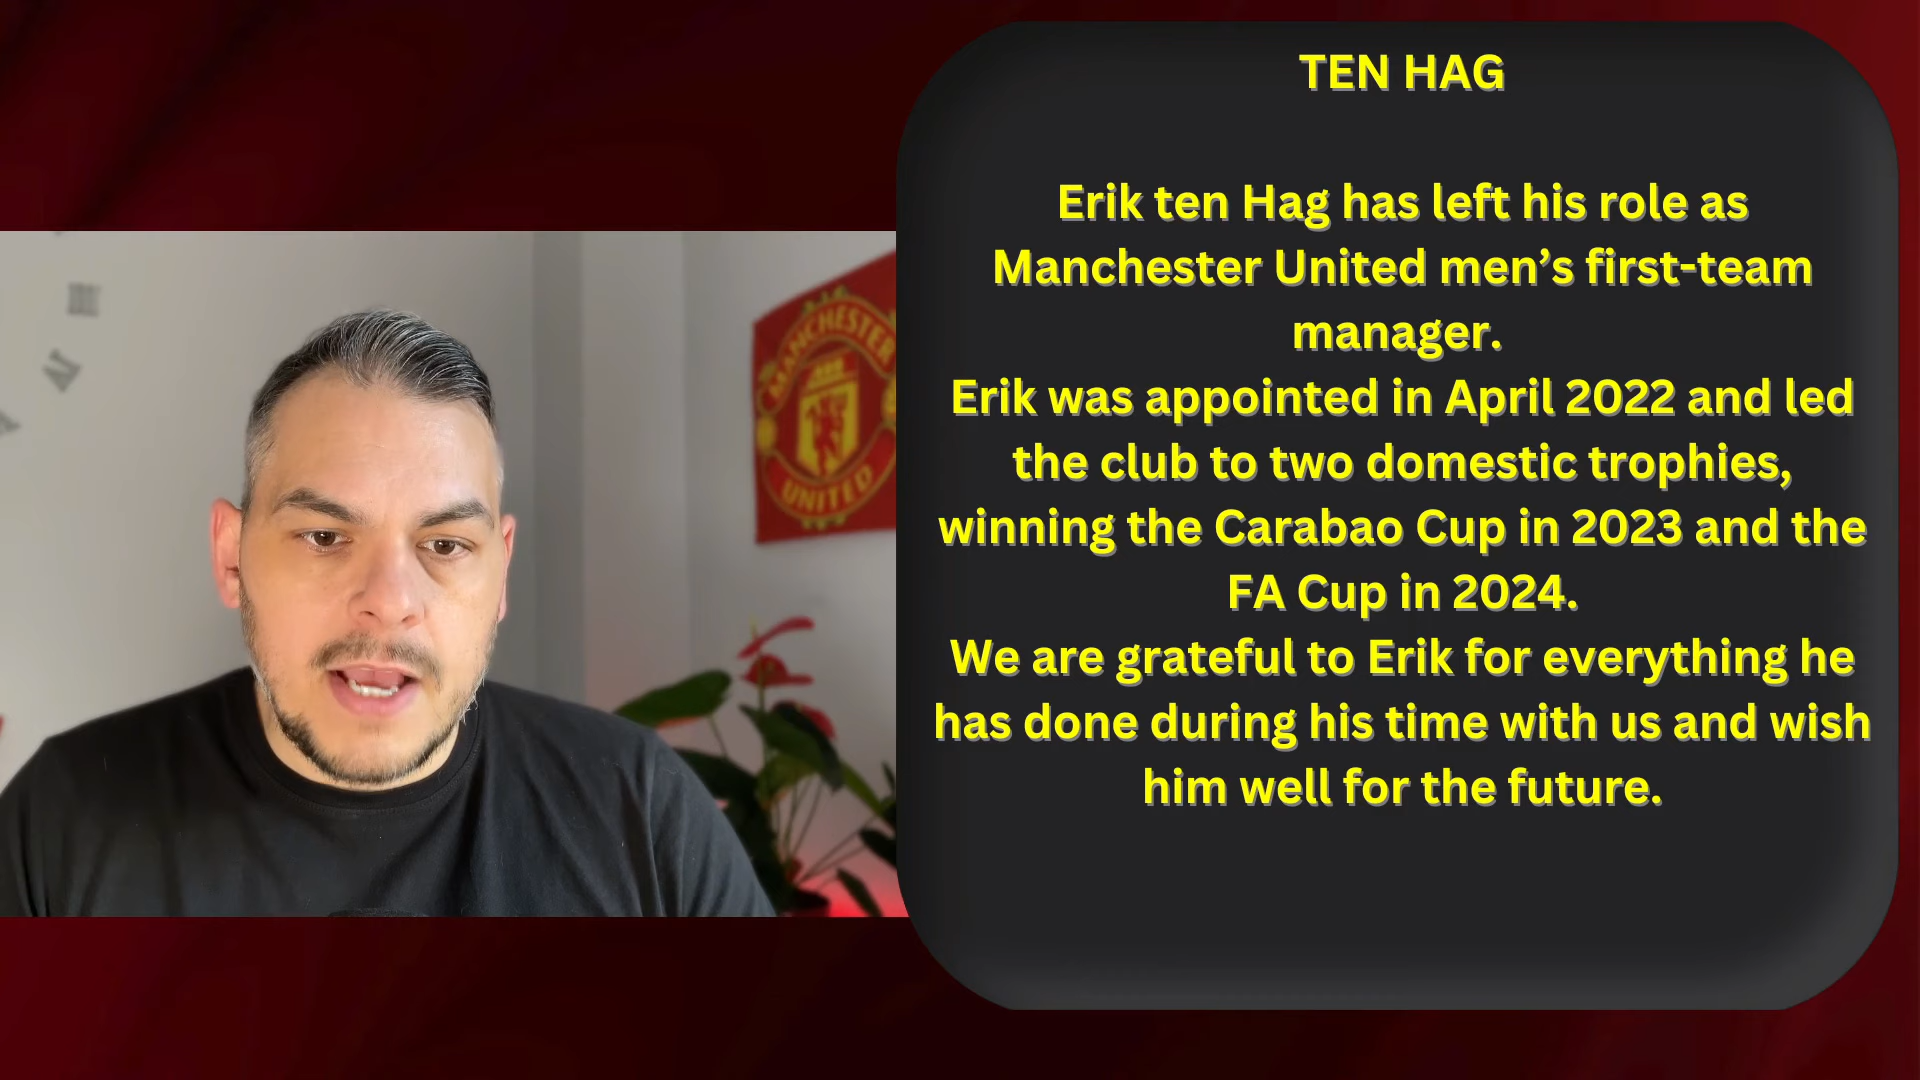 TEN HAG
Erik ten Hag has left his role as
Manchester United men’s first-team
manager.
Erik was appointed in April 2022 and led
the club to two domestic trophies,
winning the Carabao Cup in 2023 and the
FA Cup in 2024.
We are grateful to Erik for everything he
has done during his time with us and wish
him well for the future.
MANCHESTER
UNITED
III